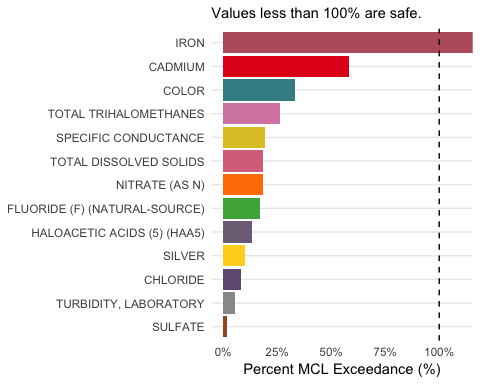 Values less than 100% are safe.
IRON
CADMIUM
COLOR
TOTAL TRIHALOMETHANES
SPECIFIC CONDUCTANCE
TOTAL DISSOLVED SOLIDS
NITRATE (AS N)
FLUORIDE (F) (NATURAL-SOURCE)
HALOACETIC ACIDS (5) (HAA5)
SILVER
CHLORIDE
TURBIDITY, LABORATORY
SULFATE
0% 25% 50% 75% 100%
Percent MCL Exceedance (%)